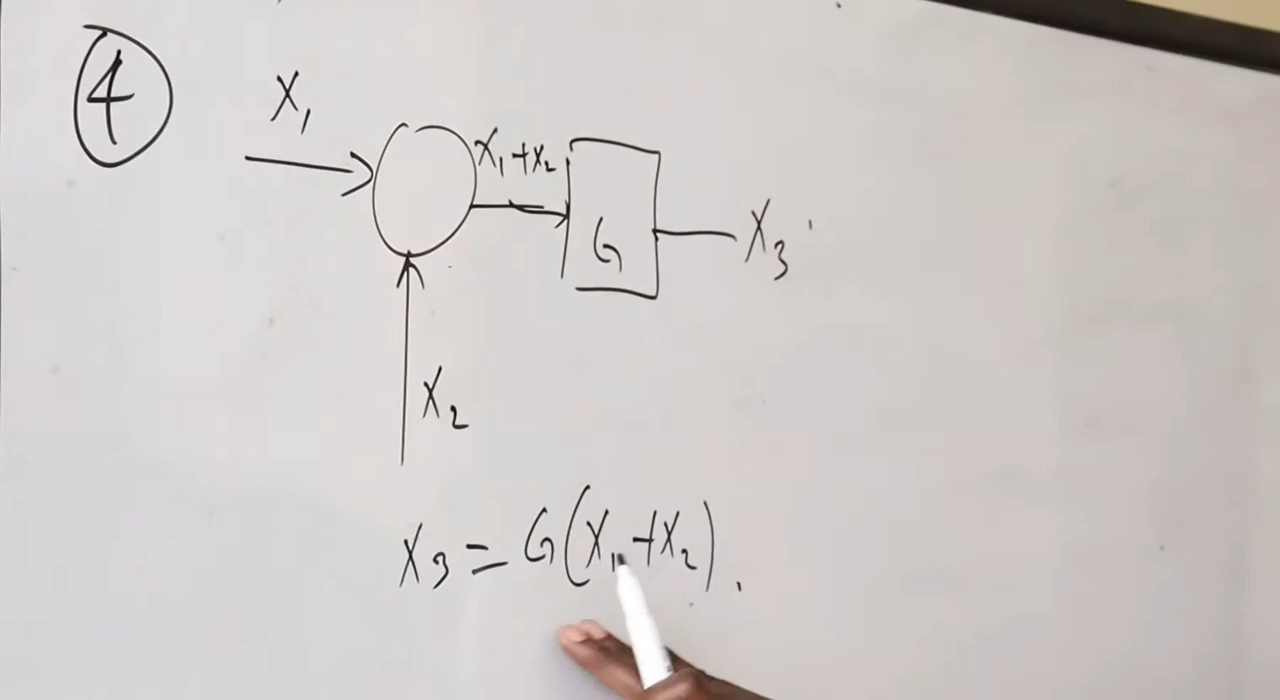 ④
X₁
X₁+X₂
G
X₃
X₂
X₃ = G(X₁+X₂).